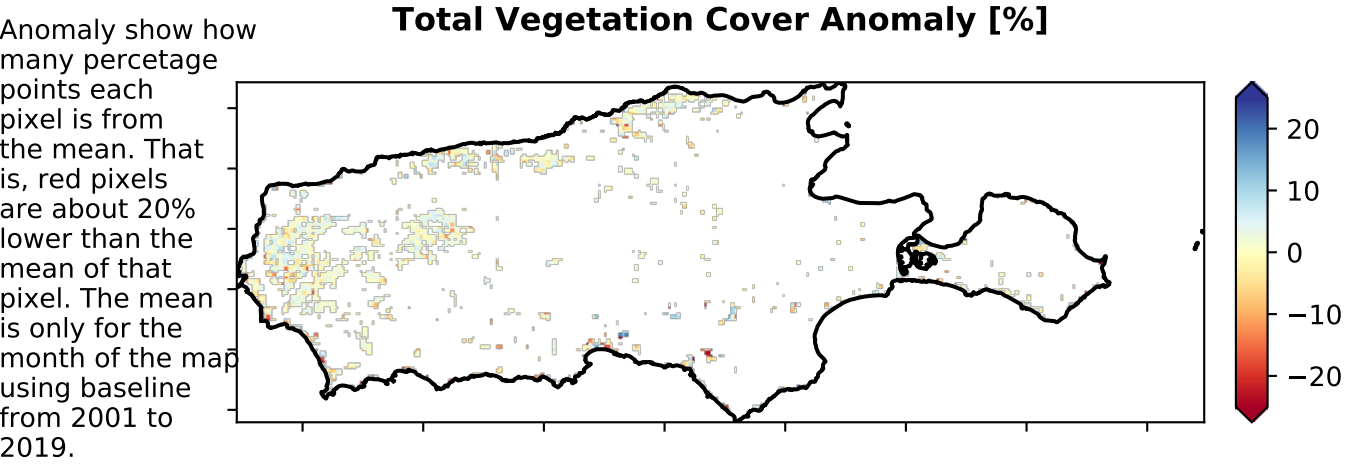 Total Vegetation Cover Anomaly [%]
Anomaly show how
many percetage
points each
pixel is from
the mean. That
is, red pixels
are about 20%
lower than the
mean of that
pixel. The mean
is only for the
month of the map
using baseline
from 2001 to
2019.
20
10
0
−10
−20